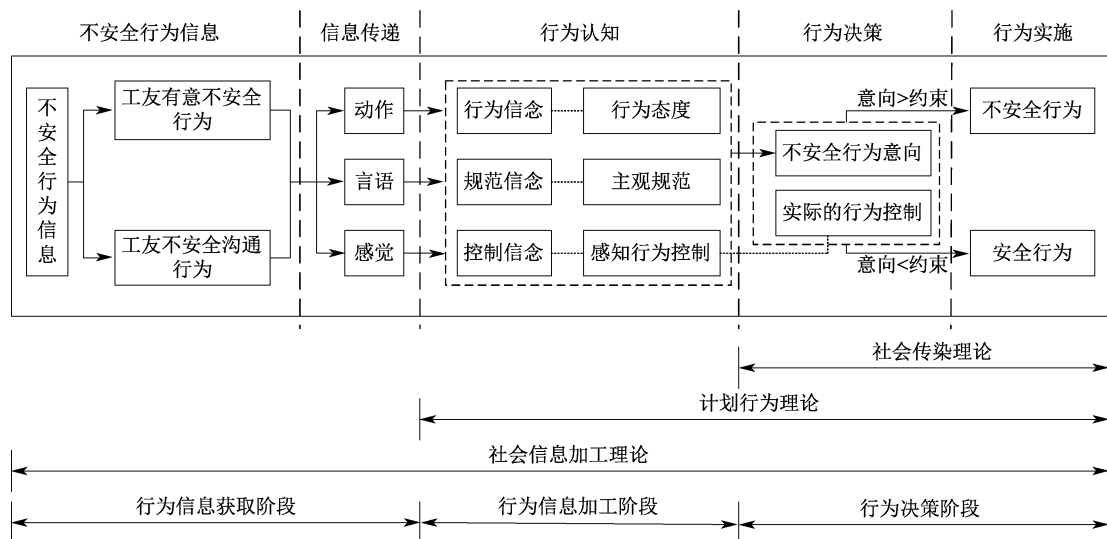 不安全行为信息
信息传递
行为认知
行为决策
行为实施
不安全行为信息
工友有意不安全
行为
工友不安全沟通
行为
动作
言语
感觉
行为信念
行为态度
规范信念
主观规范
控制信念
感知行为控制
意向>约束
不安全行为意向
实际的行为控制
意向<约束
不安全行为
安全行为
社会传染理论
计划行为理论
社会信息加工理论
行为信息获取阶段
行为信息加工阶段
行为决策阶段